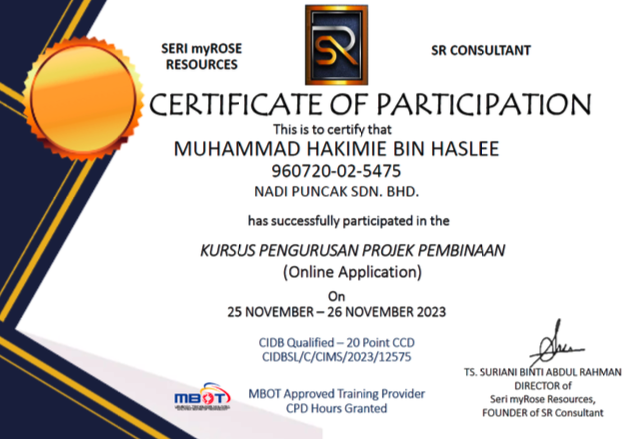 SERI myROSE
RESOURCES
SR
SR CONSULTANT
CERTIFICATE OF PARTICIPATION
This is to certify that
MUHAMMAD HAKIMIE BIN HASLEE
960720-02-5475
NADI PUNCAK SDN. BHD.
has successfully participated in the
KURSUS PENGURUSAN PROJEK PEMBINAAN
(Online Application)
On
25 NOVEMBER – 26 NOVEMBER 2023
CIDB Qualified – 20 Point CCD
CIDBSL/C/CIMS/2023/12575
MBOT
MBOT Approved Training Provider
CPD Hours Granted
TS. SURIANI BINTI ABDUL RAHMAN
DIRECTOR of
Seri myRose Resources,
FOUNDER of SR Consultant